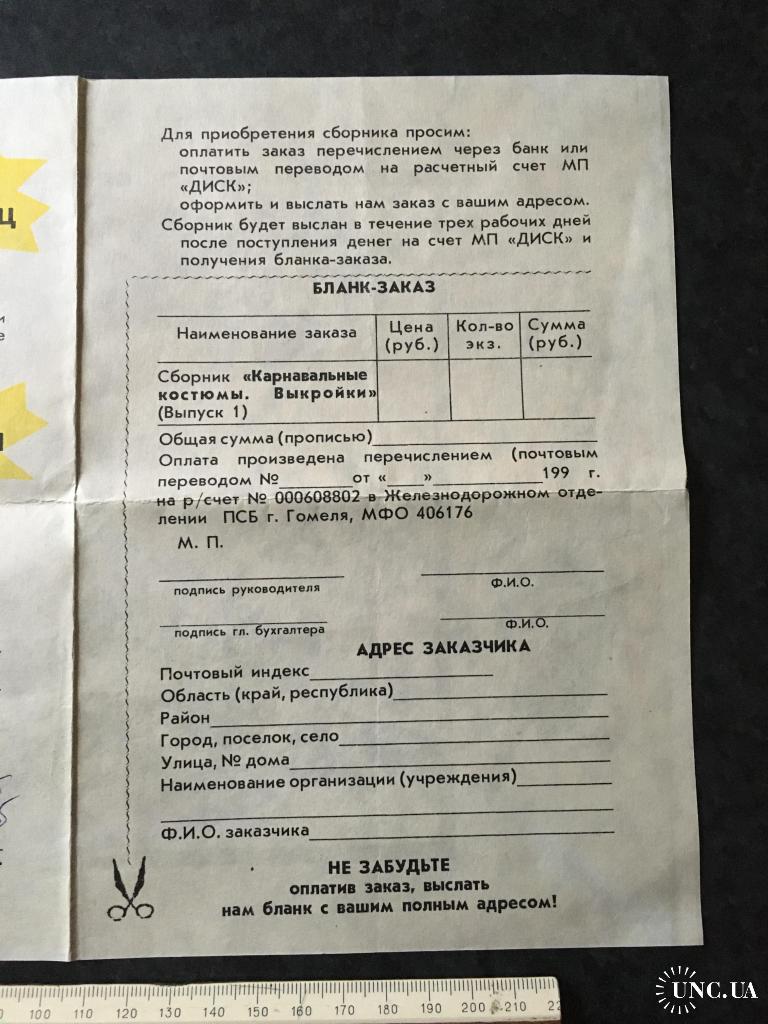 Для приобретения сборника просим:
оплатить заказ перечислением через банк или
почтовым переводом на расчетный счет МП
«ДИСК»;
оформить и выслать нам заказ с вашим адресом.
Сборник будет выслан в течение трех рабочих дней
после поступления денег на счет МП «ДИСК» и
получения бланка-заказа.
БЛАНК-ЗАКАЗ
Наименование заказа
Цена (руб.)
Кол-во экз.
Сумма (руб.)
Сборник «Карнавальные
костюмы. Выкройки»
(Выпуск 1)
Общая сумма (прописью)
Оплата произведена перечислением (почтовым
переводом №________от «____»____________199 г.
на р/счет № 000608802 в Железнодорожном отде-
лении ПСБ г. Гомеля, МФО 406176
М. П.
подпись руководителя Ф.И.О.
подпись гл. бухгалтера Ф.И.О.
АДРЕС ЗАКАЗЧИКА
Почтовый индекс
Область (край, республика)
Район
Город, поселок, село
Улица, № дома
Наименование организации (учреждения)
Ф.И.О. заказчика
НЕ ЗАБУДЬТЕ
оплатив заказ, выслать
нам бланк с вашим полным адресом!
100 110 120 130 140 150 160 170 180 190 200 210
UNC.UA